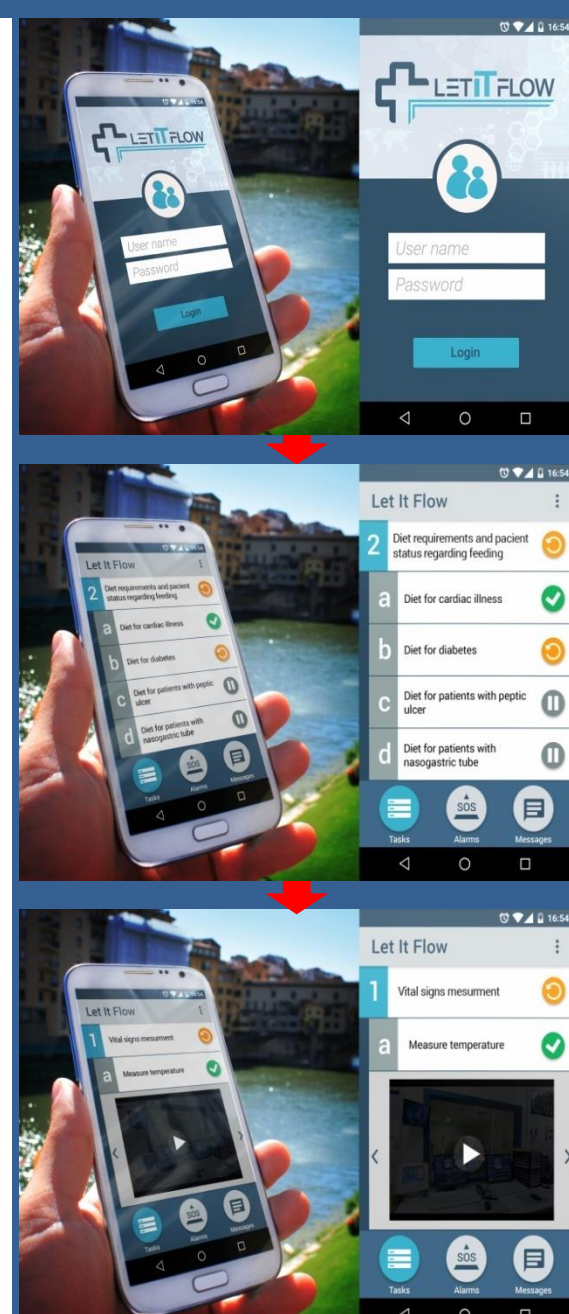 LETITFLOW
User name
Password
Login
16:54
LETITFLOW
User name
Password
Login
Let It Flow
2
Diet requirements and pacient
status regarding feeding
a
Diet for cardiac illness
b
Diet for diabetes
c
Diet for patients with peptic
ulcer
d
Diet for patients with
nasogastric tube
SOS
Tasks
Alarms
Messages
16:54
Let It Flow
2
Diet requirements and pacient
status regarding feeding
a
Diet for cardiac illness
b
Diet for diabetes
c
Diet for patients with peptic
ulcer
d
Diet for patients with
nasogastric tube
SOS
Tasks Alarms Messages
Let It Flow
1
Vital signs mesurment
a
Measure temperature
SOS
Tasks
Alarms
Messages
16:54
Let It Flow
1
Vital signs mesurment
a
Measure temperature
SOS
Tasks Alarms Messages